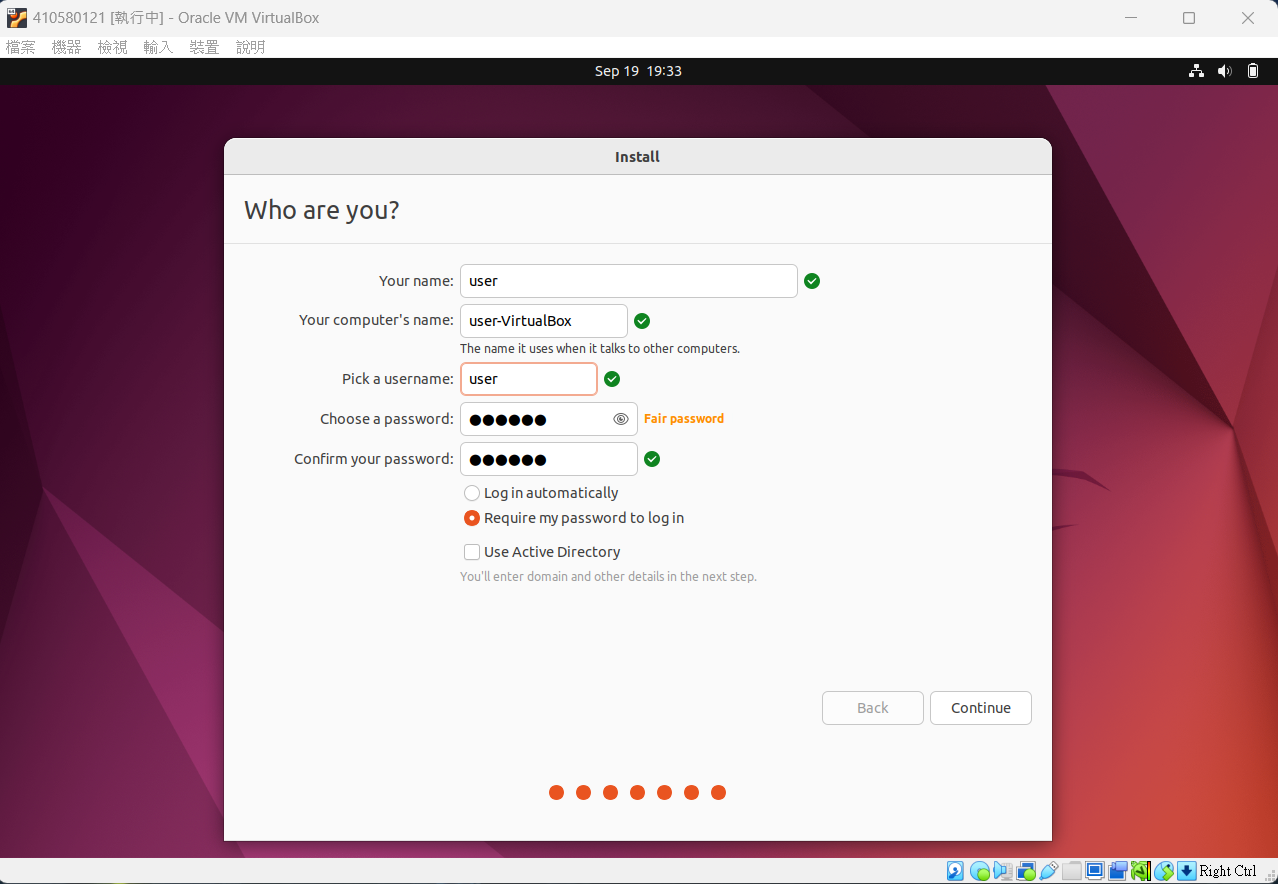 410580121 [執行中] - Oracle VM VirtualBox
檔案 機器 檢視 輸入 裝置 說明
Sep 19 19:33
Install
Who are you?
Your name: user
Your computer's name: user-VirtualBox
The name it uses when it talks to other computers.
Pick a username: user
Choose a password: ●●●●●● Fair password
Confirm your password: ●●●●●●
Log in automatically
Require my password to log in
Use Active Directory
You'll enter domain and other details in the next step.
Back Continue
Right Ctrl